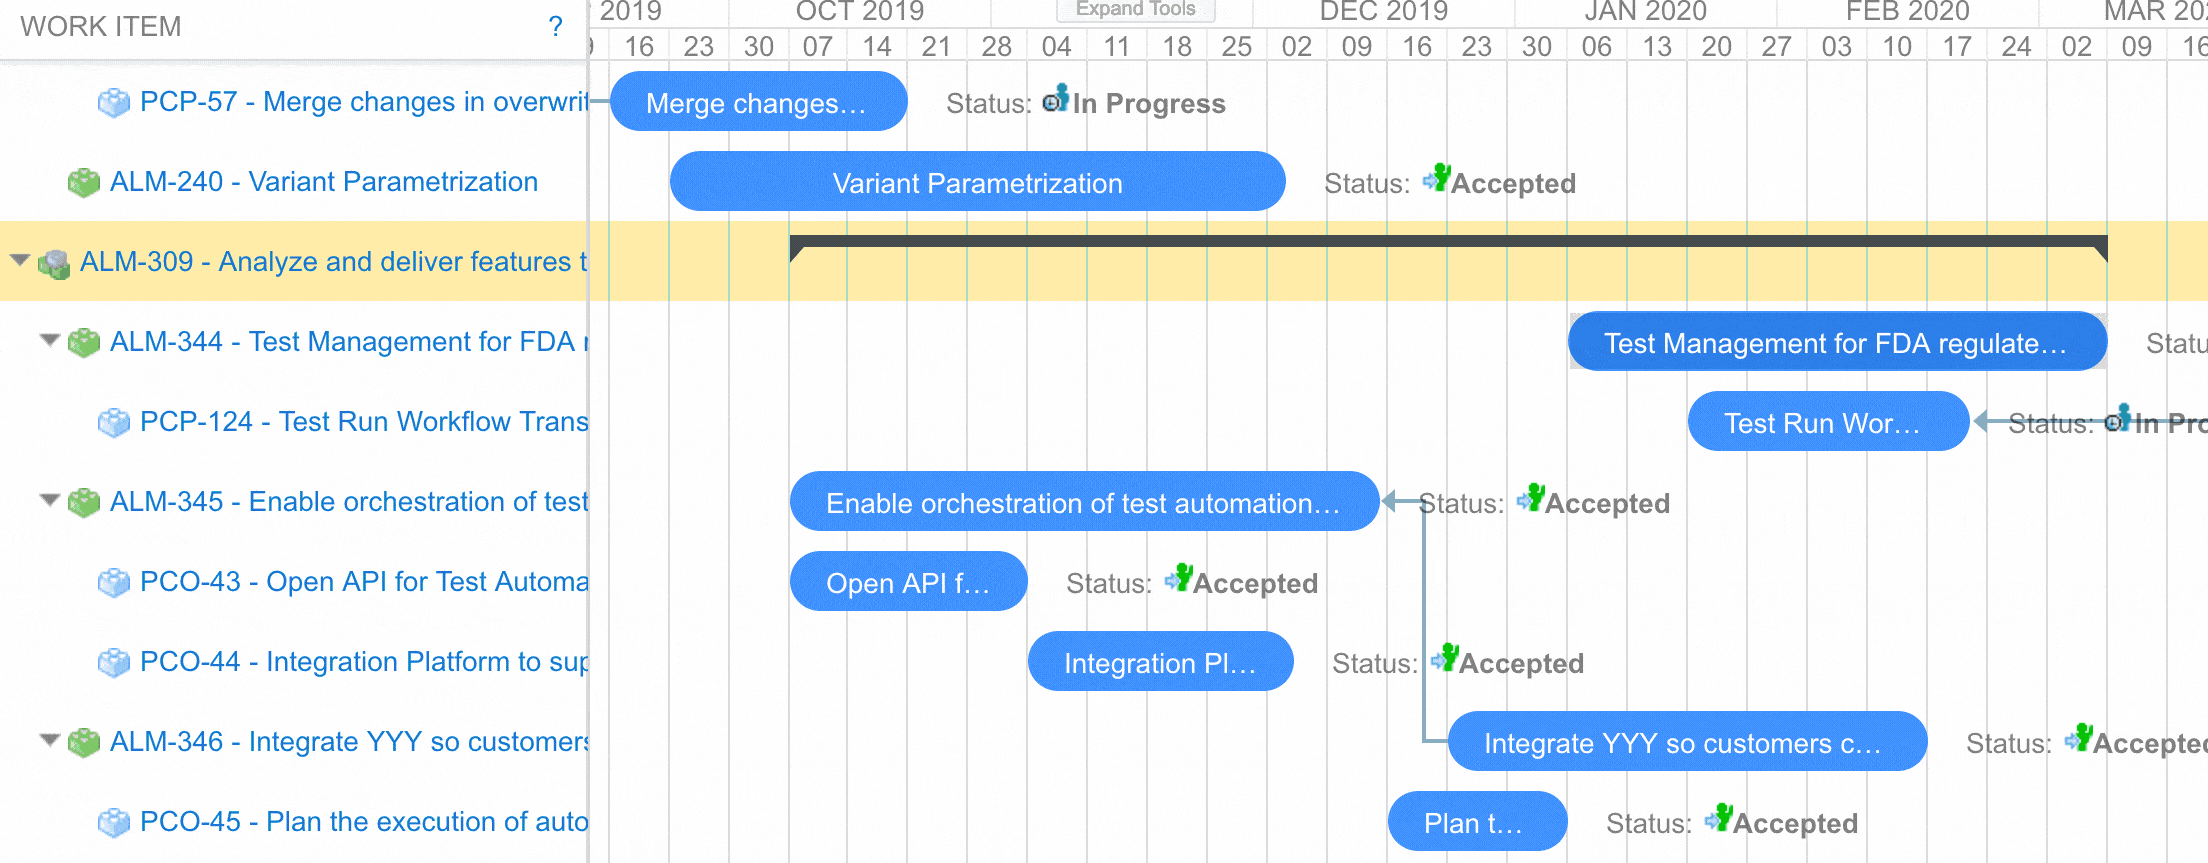 WORK ITEM ?
2019 OCT 2019 Expand Tools DEC 2019 JAN 2020 FEB 2020 MAR 202
16 23 30 07 14 21 28 04 11 18 25 02 09 16 23 30 06 13 20 27 03 10 17 24 02 09 16
PCP-57 - Merge changes in overwrit Merge changes… Status: In Progress
ALM-240 - Variant Parametrization Variant Parametrization Status: Accepted
ALM-309 - Analyze and deliver features t
ALM-344 - Test Management for FDA r Test Management for FDA regulate… Statu
PCP-124 - Test Run Workflow Trans Test Run Wor… Status: In Pro
ALM-345 - Enable orchestration of test Enable orchestration of test automation… Status: Accepted
PCO-43 - Open API for Test Automa Open API f… Status: Accepted
PCO-44 - Integration Platform to sup Integration Pl… Status: Accepted
ALM-346 - Integrate YYY so customers Integrate YYY so customers c… Status: Accepted
PCO-45 - Plan the execution of auto Plan t… Status: Accepted